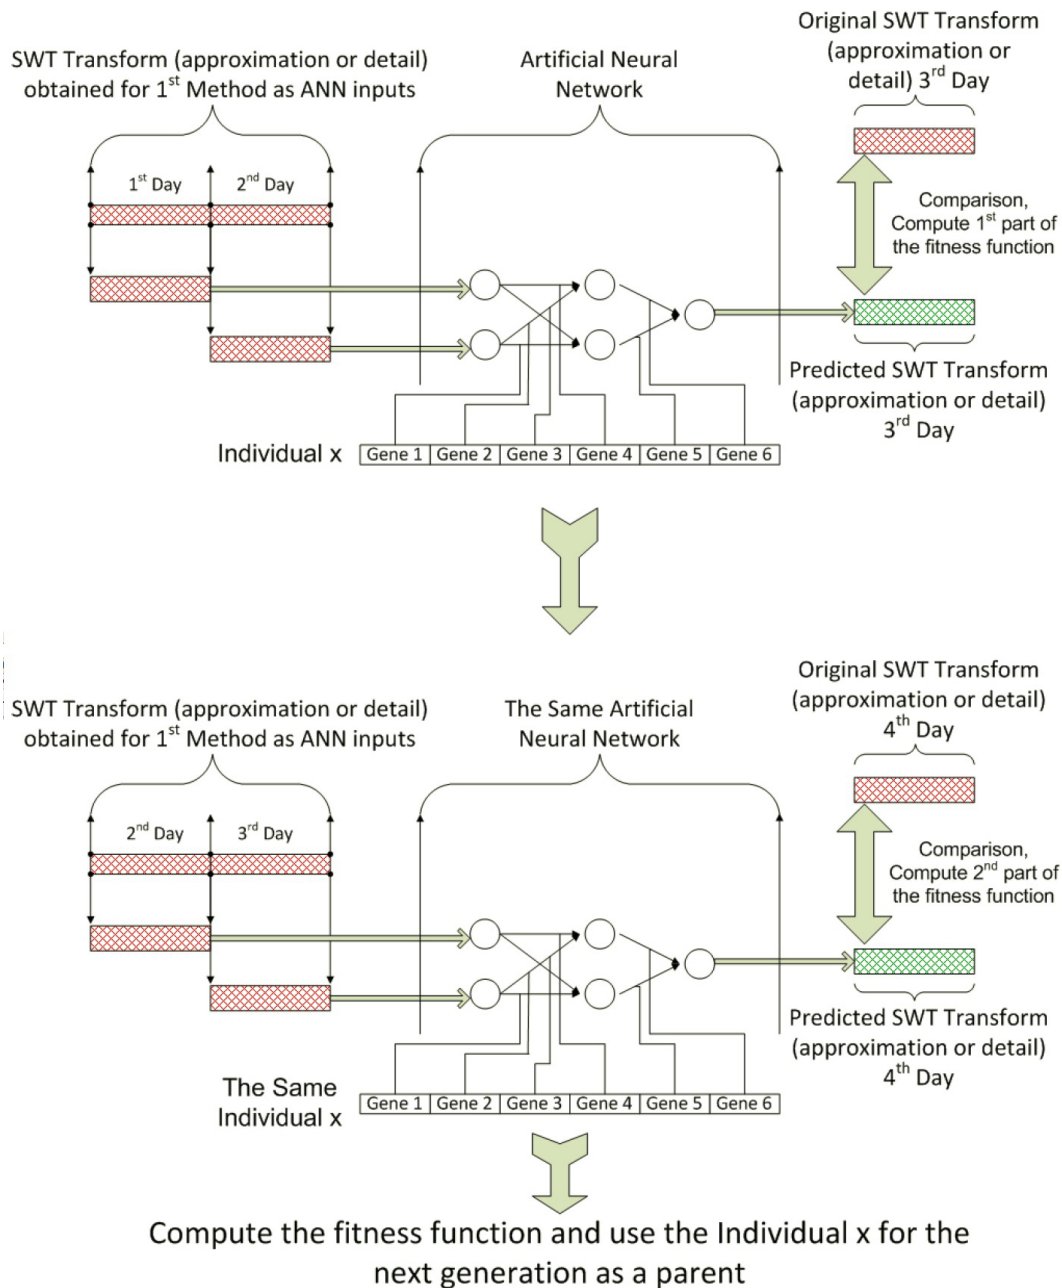 SWT Transform (approximation or detail)
obtained for 1st Method as ANN inputs
Artificial Neural
Network
Original SWT Transform
(approximation or
detail) 3rd Day
1st Day
2nd Day
Comparison,
Compute 1st part of
the fitness function
Predicted SWT Transform
(approximation or detail)
3rd Day
Individual x
Gene 1 Gene 2 Gene 3 Gene 4 Gene 5 Gene 6
SWT Transform (approximation or detail)
obtained for 1st Method as ANN inputs
The Same Artificial
Neural Network
Original SWT Transform
(approximation or detail)
4th Day
2nd Day
3rd Day
Comparison,
Compute 2nd part of
the fitness function
Predicted SWT Transform
(approximation or detail)
4th Day
The Same
Individual x
Gene 1 Gene 2 Gene 3 Gene 4 Gene 5 Gene 6
Compute the fitness function and use the Individual x for the
next generation as a parent